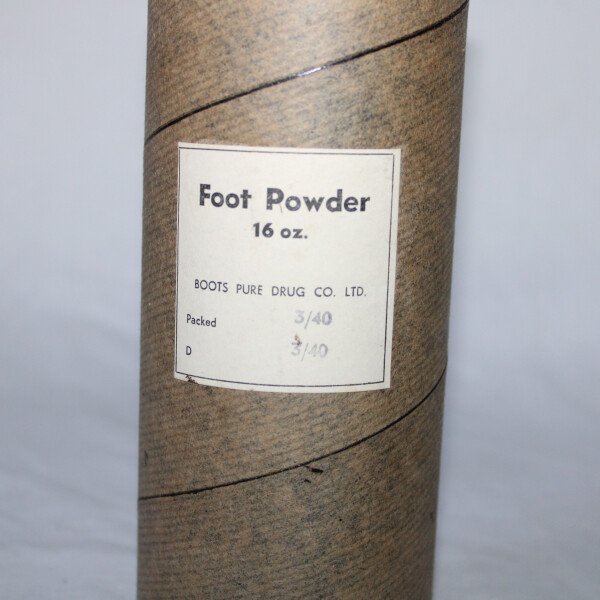 Foot Powder
16 oz.
BOOTS PURE DRUG CO. LTD.
Packed 3/40
D 3/40